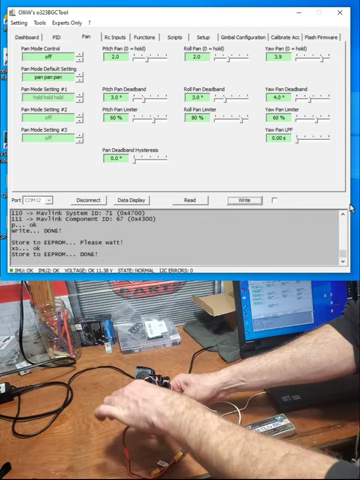 OlliW's o323BGCTool
Setting Tools Experts Only ?
Dashboard PID Pan Rc Inputs Functions Scripts Setup Gimbal Configuration Calibrate Acc Flash Firmware
Pan Mode Control Pitch Pan (0 = hold) Roll Pan (0 = hold) Yaw Pan (0 = hold)
off 2.0 2.0 3.9
Pan Mode Default Setting
pan pan pan
Pan Mode Setting #1 Pitch Pan Deadband Roll Pan Deadband Yaw Pan Deadband
hold hold hold 3.0 ° 3.0 ° 4.0 °
Pan Mode Setting #2 Pitch Pan Limiter Roll Pan Limiter Yaw Pan Limiter
off 60 % 80 % 60 %
Pan Mode Setting #3 Yaw Pan LPF
off 0.00 s
Pan Deadband Hysteresis
0.0 °
Port COM12 Disconnect Data Display Read Write
110 -> Mavlink System ID: 71 (0x4700)
111 -> Mavlink Component ID: 67 (0x4300)
p... ok
Write... DONE!
Store to EEPROM... Please wait!
xs... ok
Store to EEPROM... DONE!
IMU: OK IMU2: OK VOLTAGE: OK 11.38 V STATE: NORMAL I2C ERRORS: 0